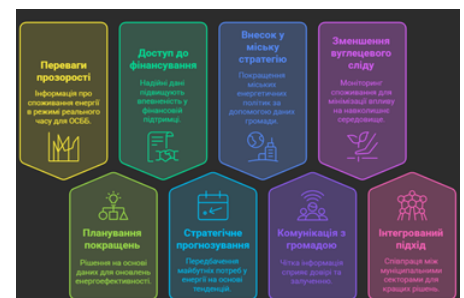 Переваги
прозорості
Інформація про
споживання енергії
в режимі реального
часу для ОСББ.
Доступ до
фінансування
Надійні дані
підвищують
впевненість у
фінансовій
підтримці.
Внесок у
міську
стратегію
Покращення
міських
енергетичних
політик за
допомогою даних
громади.
Зменшення
вуглецевого
сліду
Моніторинг
споживання для
мінімізації впливу
на навколишнє
середовище.
Планування
покращень
Рішення на основі
даних для оновлень
енергоефективності.
Стратегічне
прогнозування
Передбачення
майбутніх потреб у
енергії на основі
тенденцій.
Комунікація з
громадою
Чітка інформація
сприяє довірі та
залученню.
Інтегрований
підхід
Співпраця між
муніципальними
секторами для
кращих рішень.